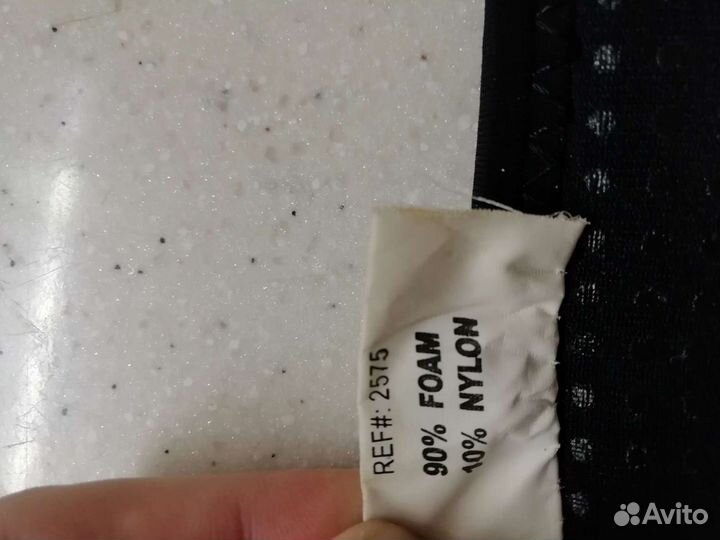 REF#: 2575
90% FOAM
10% NYLON
Avito